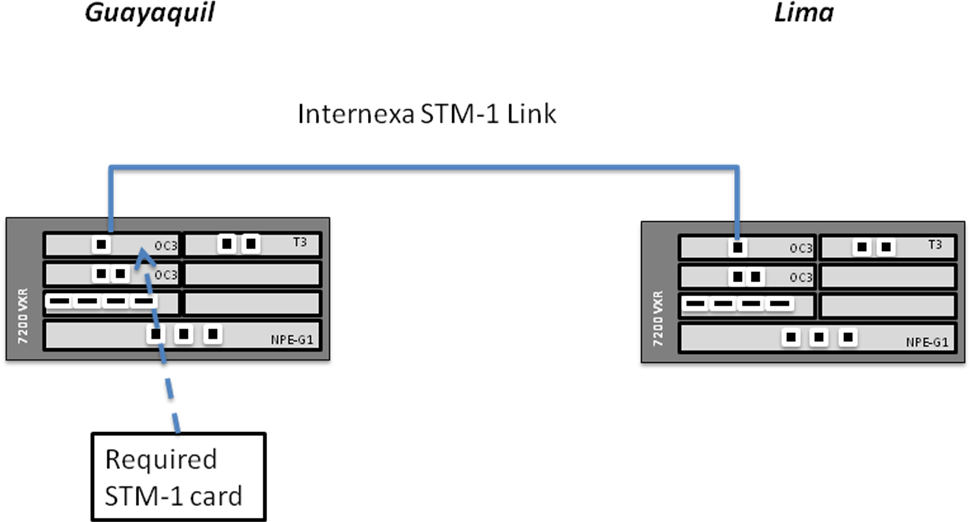 Guayaquil
Lima
Internexa STM-1 Link
7200 VXR
OC3
T3
OC3
NPE-G1
7200 VXR
OC3
T3
OC3
NPE-G1
Required
STM-1 card